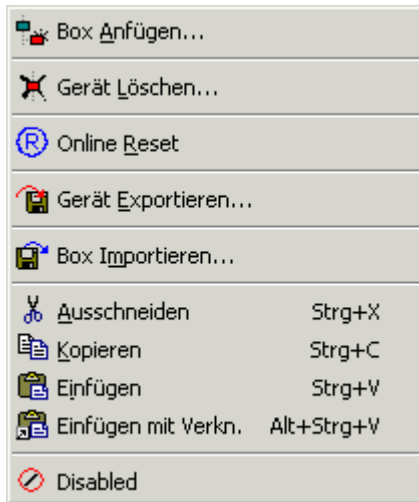 Box Anfügen...
Gerät Löschen...
Online Reset
Gerät Exportieren...
Box Importieren...
Ausschneiden Strg+X
Kopieren Strg+C
Einfügen Strg+V
Einfügen mit Verkn. Alt+Strg+V
Disabled